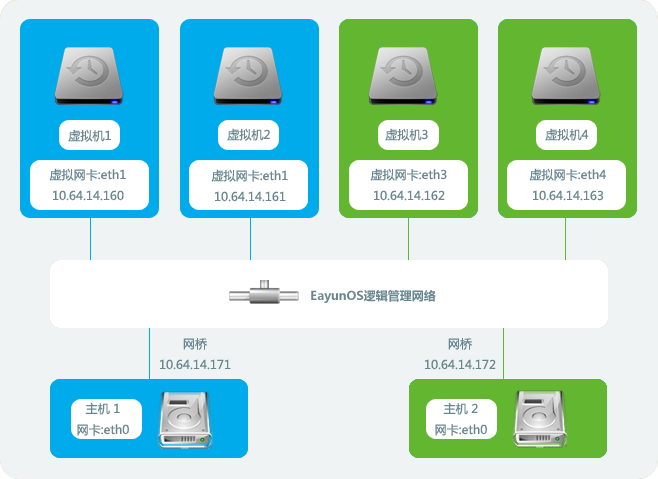 虚拟机1
虚拟网卡:eth1
10.64.14.160
虚拟机2
虚拟网卡:eth1
10.64.14.161
虚拟机3
虚拟网卡:eth3
10.64.14.162
虚拟机4
虚拟网卡:eth4
10.64.14.163
EayunOS逻辑管理网络
网桥
10.64.14.171
网桥
10.64.14.172
主机 1
网卡:eth0
主机 2
网卡:eth0